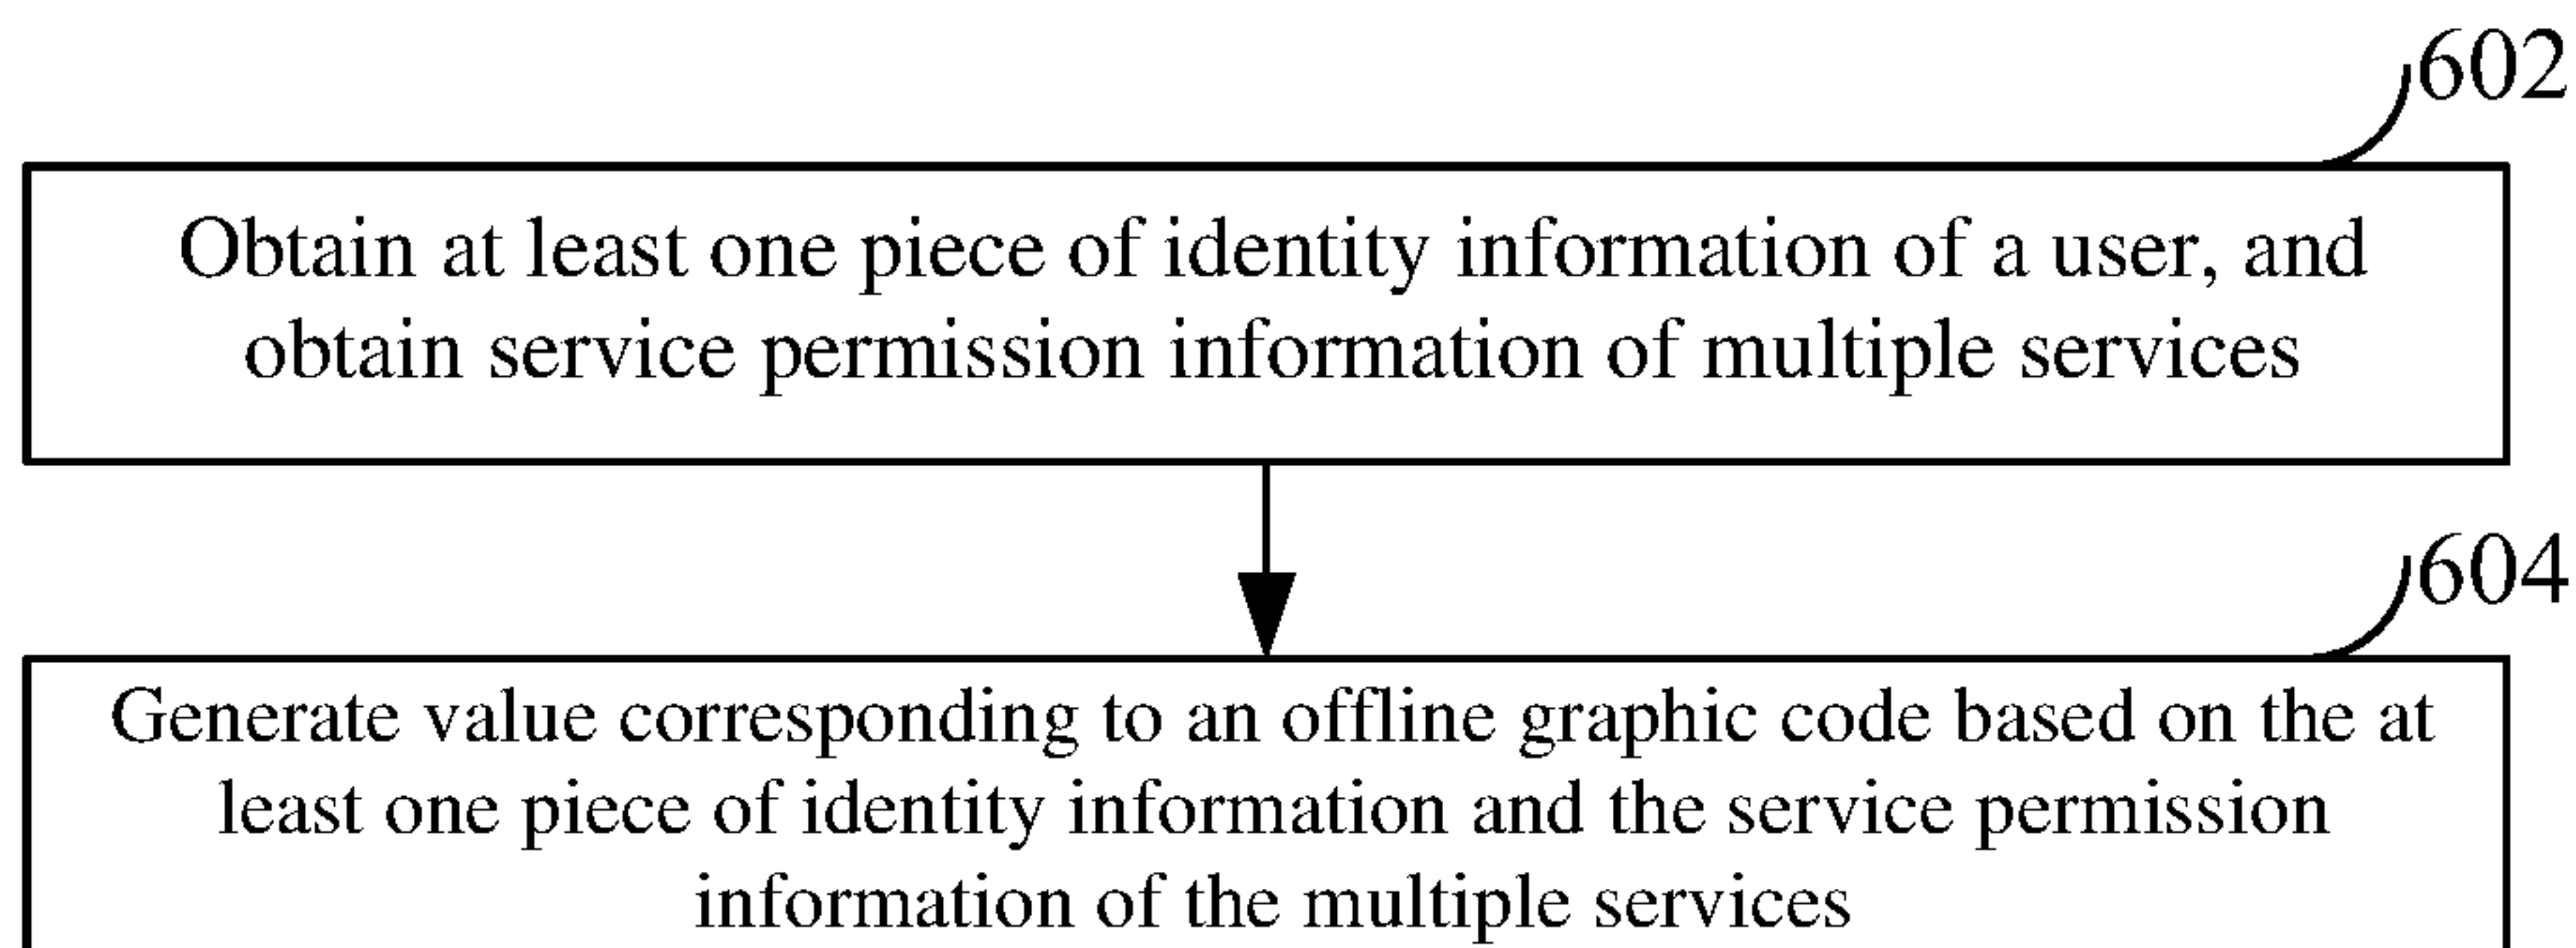 602
Obtain at least one piece of identity information of a user, and
obtain service permission information of multiple services
604
Generate value corresponding to an offline graphic code based on the at
least one piece of identity information and the service permission
information of the multiple services